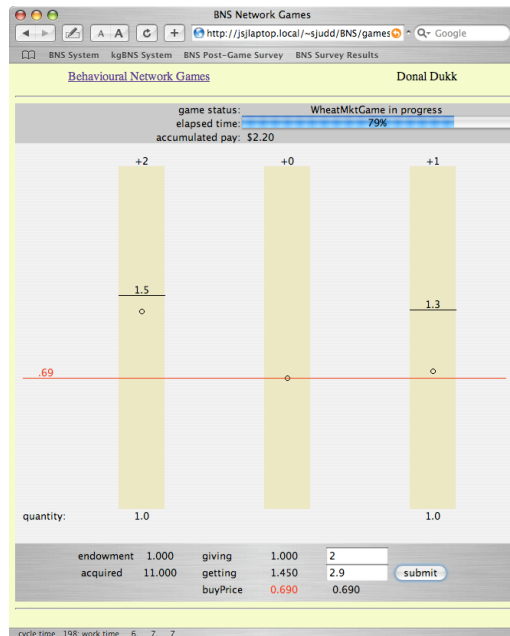 BNS Network Games
A A C + http://jsjlaptop.local/~sjudd/BNS/games Q Google
BNS System kgBNS System BNS Post-Game Survey BNS Survey Results
Behavioural Network Games Donal Dukk
game status: WheatMktGame in progress
elapsed time: 79%
accumulated pay: $2.20
+2 +0 +1
1.5
1.3
.69
quantity: 1.0 1.0
endowment 1.000 giving 1.000 2
acquired 11.000 getting 1.450 2.9 submit
buyPrice 0.690 0.690
cycle time 198: work time 6 7 7